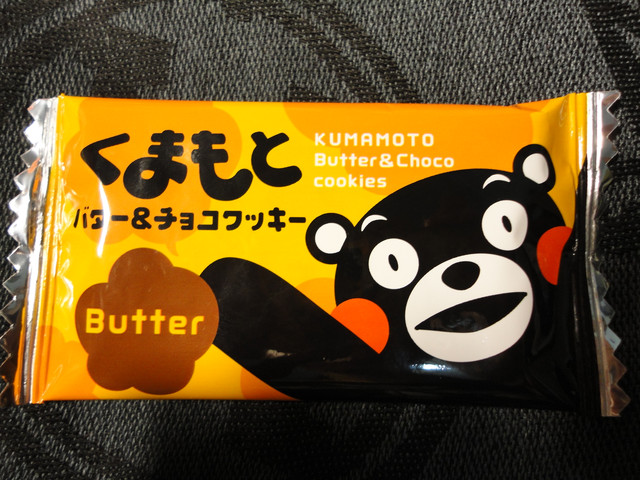 くまもと
バター&チョコクッキー
KUMAMOTO
Butter&Choco
cookies
Butter